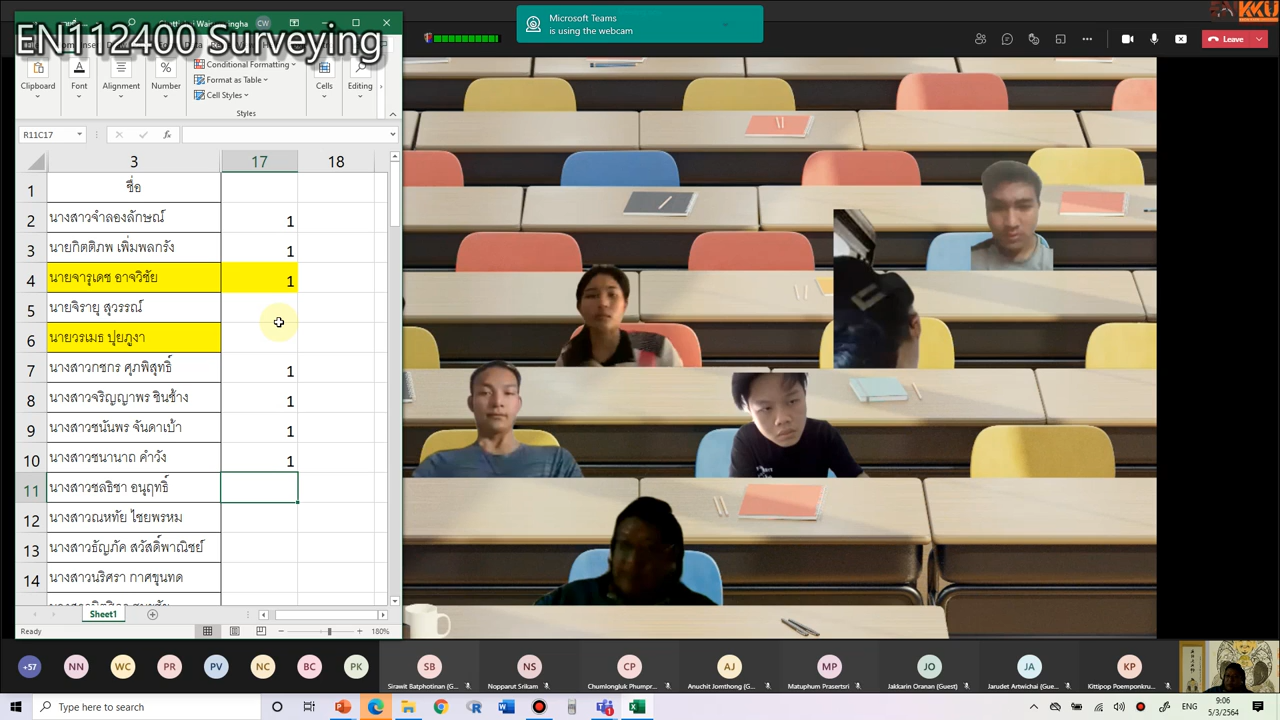 EN112400 Surveying
CW
Microsoft Teams
is using the webcam
KKU
Leave
Clipboard
Font
Alignment
Number
Conditional Formatting
Format as Table
Cell Styles
Styles
Cells
Editing
R11C17
fx
3 17 18
1 ชื่อ
2 นางสาวจำลองลักษณ์ 1
3 นายกิตติภพ เพิ่มพลกรัง 1
4 นายจารุเดช อาจวิชัย 1
5 นายจิรายุ สุวรรณ์
6 นายวรเมธ ปุยภูงา
7 นางสาวกชกร ศุภพิสุทธิ์ 1
8 นางสาวจริญญาพร ชินช้าง 1
9 นางสาวชนันพร จันดาเบ้า 1
10 นางสาวชนานาถ คำวัง 1
11 นางสาวชลธิชา อนุฤทธิ์
12 นางสาวณหทัย ไชยพรหม
13 นางสาวธัญภัค สวัสดิ์พาณิชย์
14 นางสาวนริศรา กาศขุนทด
Sheet1
Ready
180%
+57 NN WC PR PV NC BC PK SB NS CP AJ MP JO JA KP
Sirawit Batphotinan (G... Nopparut Srikam Chumlongluk Phumpr... Anuchit Jomthong (G... Matuphum Prasertsri Jakkarin Oranan (Guest) Jarudet Artwichai (Gue... Kittipop Poemponkru...
Type here to search
ENG
9:06
5/3/2564